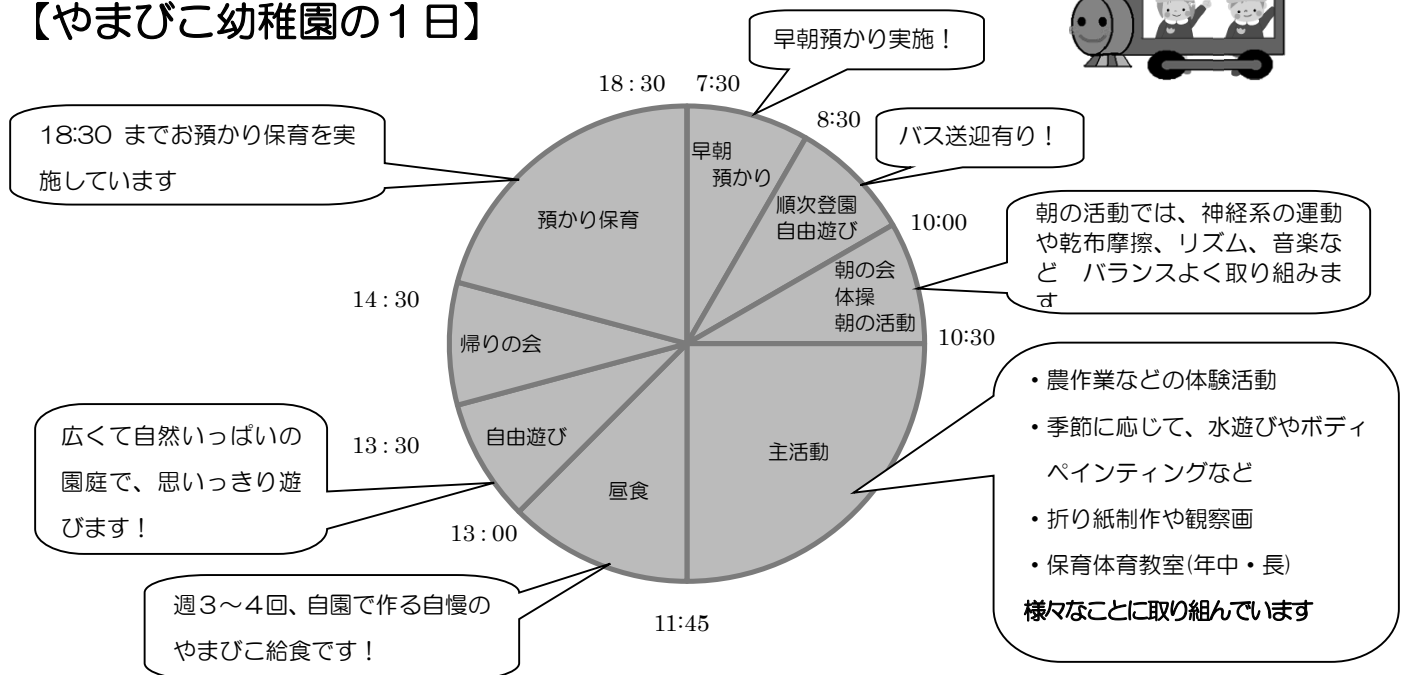 【やまびこ幼稚園の１日】
早朝預かり実施！
18：30
7:30
8:30
バス送迎有り！
18:30 までお預かり保育を実
施しています
早朝
預かり
順次登園
自由遊び
10:00
朝の活動では、神経系の運動
や乾布摩擦、リズム、音楽な
ど　バランスよく取り組みま
す
預かり保育
朝の会
体操
朝の活動
14：30
10:30
帰りの会
・農作業などの体験活動
・季節に応じて、水遊びやボディ
ペインティングなど
・折り紙制作や観察画
・保育体育教室(年中・長)
様々なことに取り組んでいます
広くて自然いっぱいの
園庭で、思いっきり遊
びます！
13：30
自由遊び
主活動
昼食
13：00
週３～４回、自園で作る自慢の
やまびこ給食です！
11:45